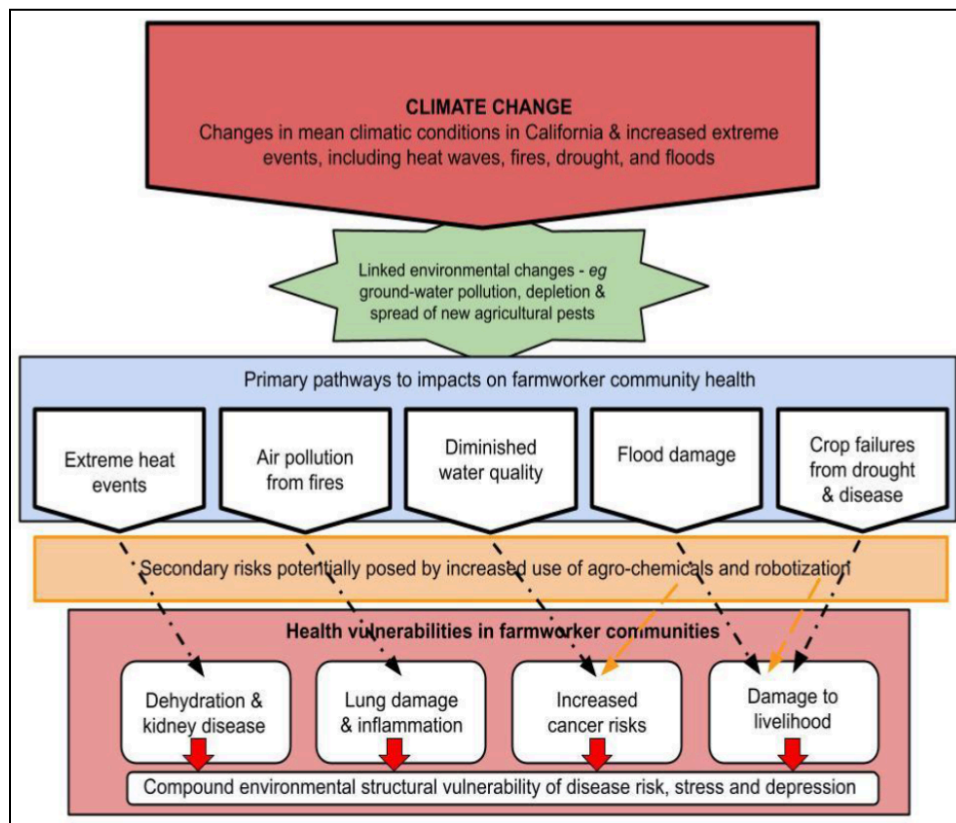 CLIMATE CHANGE
Changes in mean climatic conditions in California & increased extreme
events, including heat waves, fires, drought, and floods
Linked environmental changes - eg
ground-water pollution, depletion &
spread of new agricultural pests
Primary pathways to impacts on farmworker community health
Extreme heat
events
Air pollution
from fires
Diminished
water quality
Flood damage
Crop failures
from drought
& disease
Secondary risks potentially posed by increased use of agro-chemicals and robotization
Health vulnerabilities in farmworker communities
Dehydration &
kidney disease
Lung damage
& inflammation
Increased
cancer risks
Damage to
livelihood
Compound environmental structural vulnerability of disease risk, stress and depression